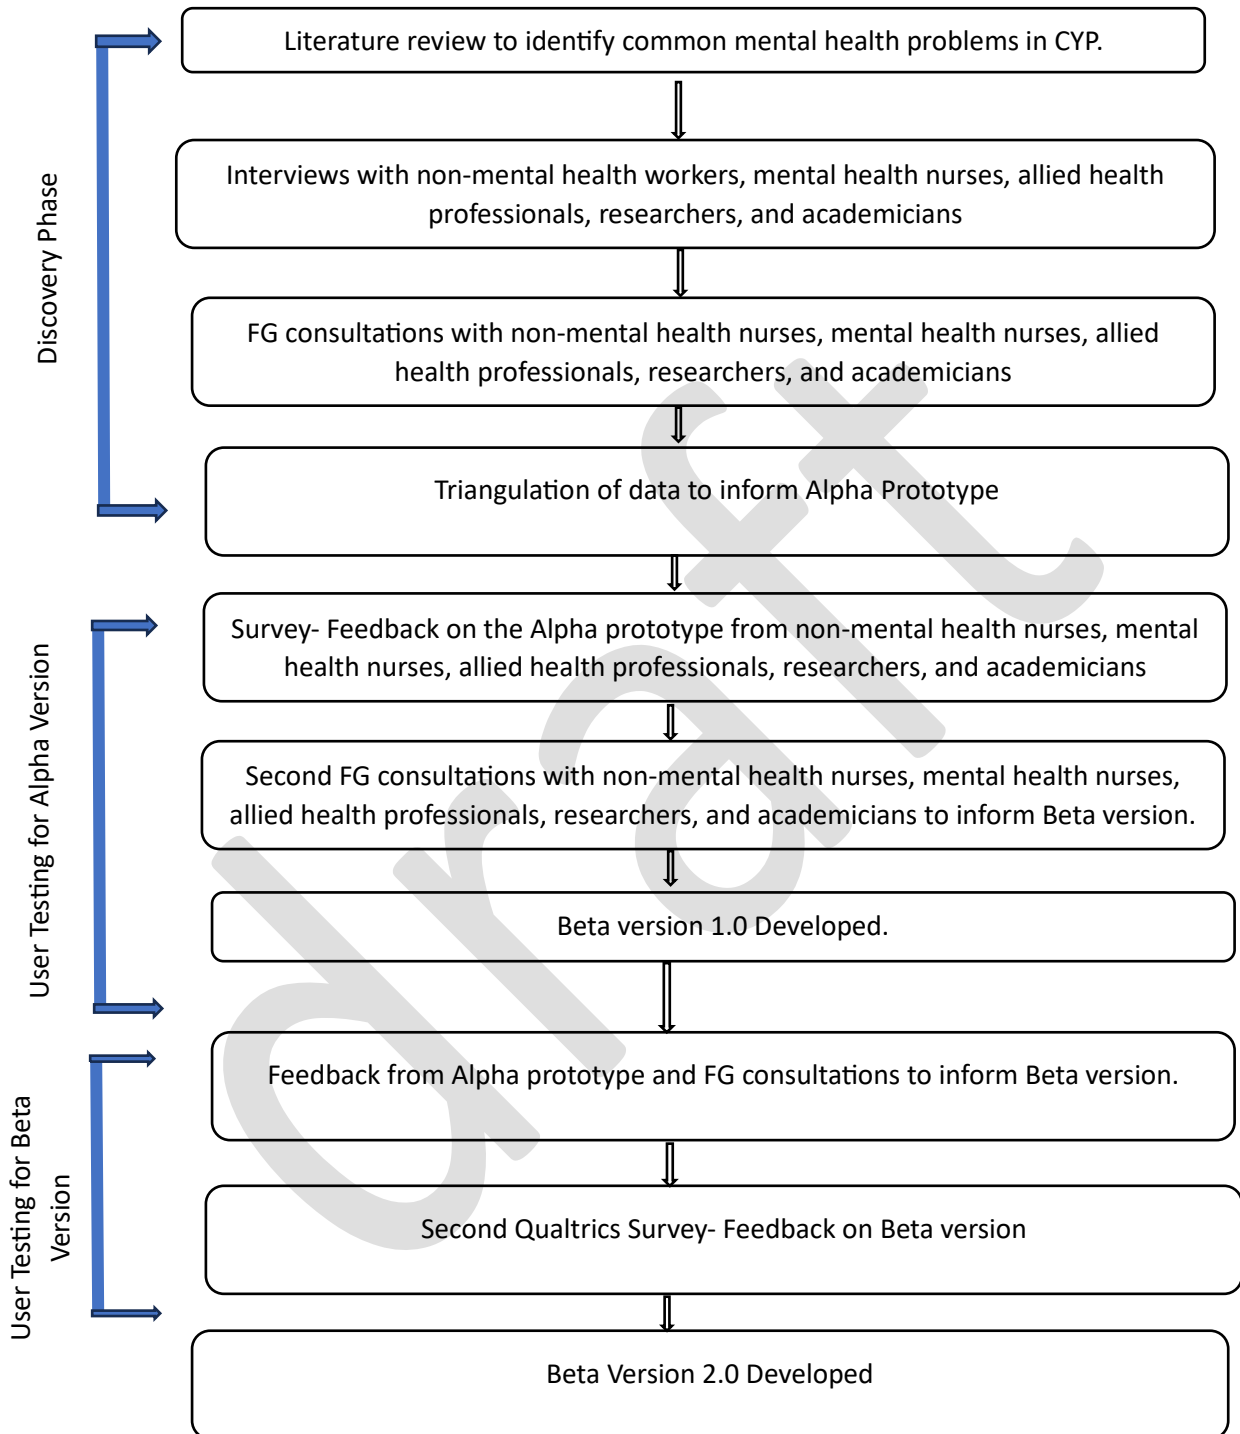 Literature review to identify common mental health problems in CYP.
Interviews with non-mental health workers, mental health nurses, allied health
professionals, researchers, and academicians
FG consultations with non-mental health nurses, mental health nurses, allied
health professionals, researchers, and academicians
Triangulation of data to inform Alpha Prototype
Discovery Phase
Survey- Feedback on the Alpha prototype from non-mental health nurses, mental
health nurses, allied health professionals, researchers, and academicians
Second FG consultations with non-mental health nurses, mental health nurses,
allied health professionals, researchers, and academicians to inform Beta version.
Beta version 1.0 Developed.
User Testing for Alpha Version
Feedback from Alpha prototype and FG consultations to inform Beta version.
Second Qualtrics Survey- Feedback on Beta version
Beta Version 2.0 Developed
User Testing for Beta
Version
draft